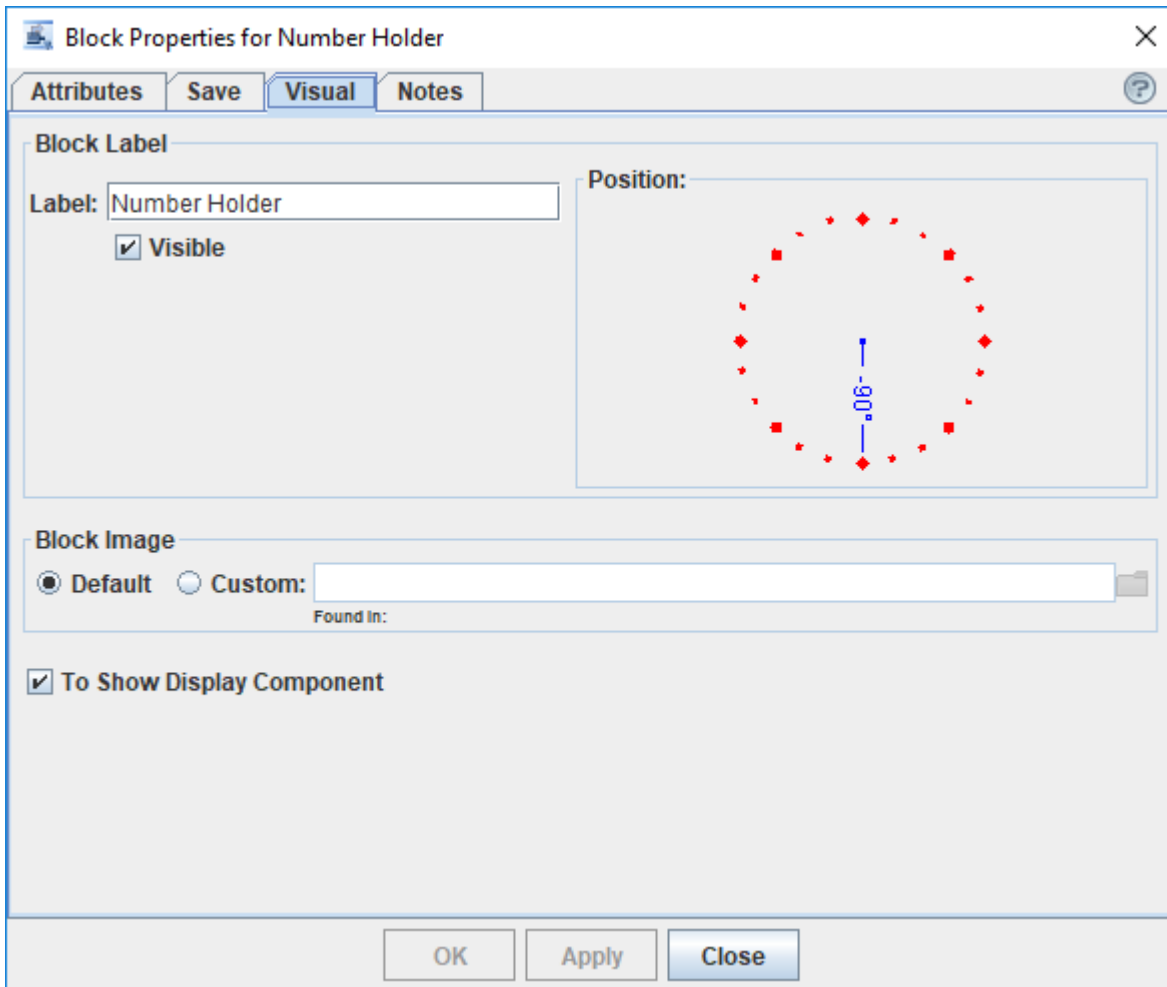 Block Properties for Number Holder
Attributes Save Visual Notes
Block Label
Position:
Label: Number Holder
Visible
-90°
Block Image
Default Custom:
Found in:
To Show Display Component
OK Apply Close